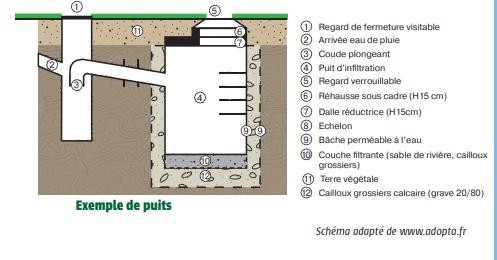 ① Regard de fermeture visitable
② Arrivée eau de pluie
③ Coude plongeant
④ Puit d'infiltration
⑤ Regard verrouillable
⑥ Réhausse sous cadre (H15 cm)
⑦ Dalle réductrice (H15cm)
⑧ Echelon
⑨ Bâche perméable à l'eau
⑩ Couche filtrante (sable de rivière, cailloux
grossiers)
⑪ Terre végétale
⑫ Cailloux grossiers calcaire (grave 20/80)
① ⑤
⑪ ⑥
② ⑦
③ ④
⑨ ⑨
⑩
⑫
Exemple de puits
Schéma adapté de www.adopta.fr